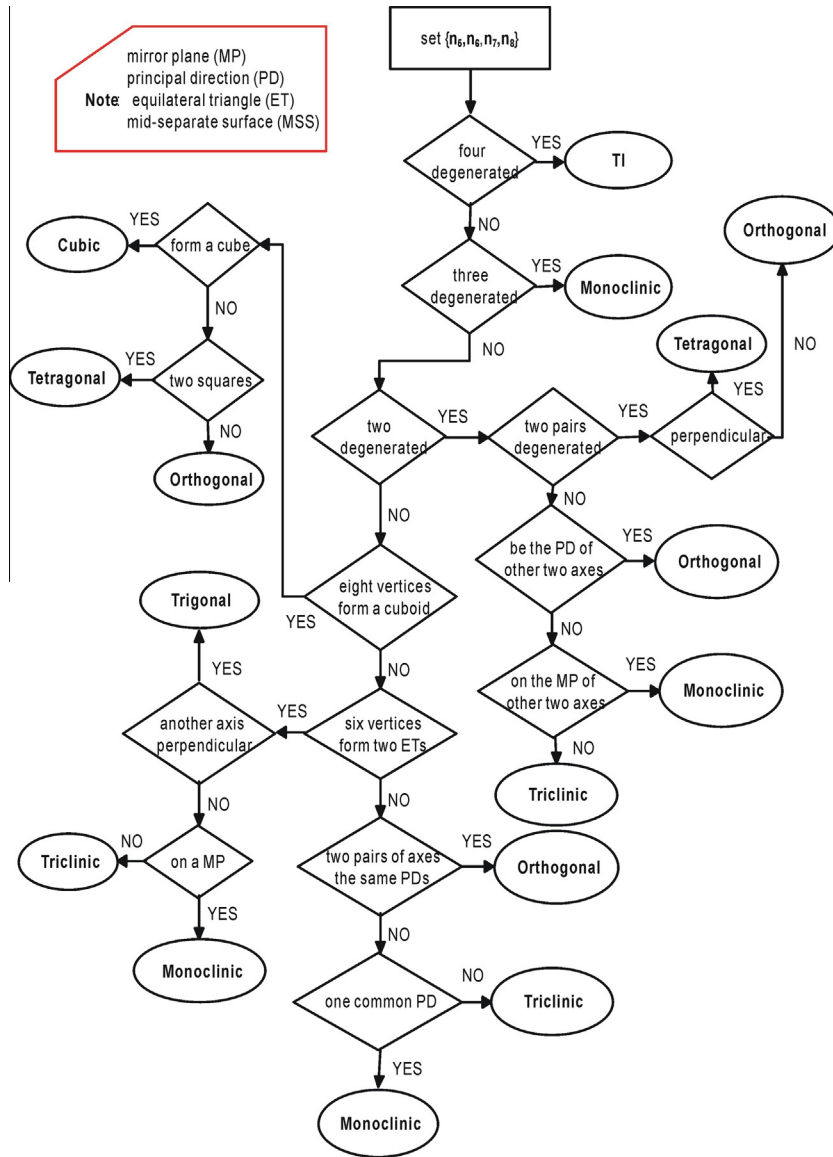 mirror plane (MP)
principal direction (PD)
Note: equilateral triangle (ET)
mid-separate surface (MSS)
set {n₅,n₆,n₇,n₈}
four
degenerated
YES
TI
NO
three
degenerated
YES
Monoclinic
NO
Orthogonal
Cubic
YES
form a cube
NO
Tetragonal
YES
two squares
NO
Orthogonal
two
degenerated
YES
two pairs
degenerated
YES
perpendicular
YES
Tetragonal
NO
NO
NO
be the PD of
other two axes
YES
Orthogonal
NO
on the MP of
other two axes
YES
Monoclinic
NO
Triclinic
eight vertices
form a cuboid
YES
NO
Trigonal
YES
another axis
perpendicular
YES
six vertices
form two ETs
NO
NO
Triclinic
NO
on a MP
YES
Monoclinic
two pairs of axes
the same PDs
YES
Orthogonal
NO
one common PD
NO
Triclinic
YES
Monoclinic